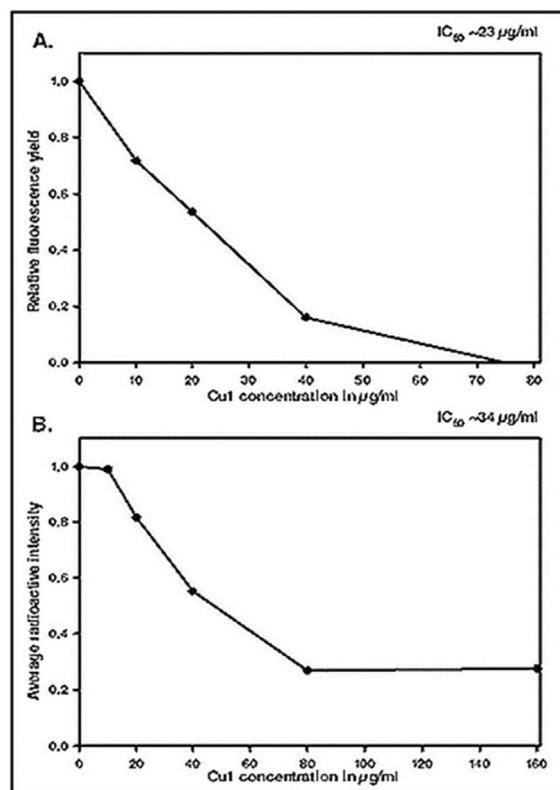 A.
IC50 ~23 µg/ml
Relative fluorescence yield
1.0
0.8
0.6
0.4
0.2
0.0
0 10 20 30 40 50 60 70 80
Cu1 concentration in µg/ml
B.
IC50 ~34 µg/ml
Average radioactive intensity
1.0
0.8
0.6
0.4
0.2
0.0
0 20 40 60 80 100 120 140 160
Cu1 concentration in µg/ml